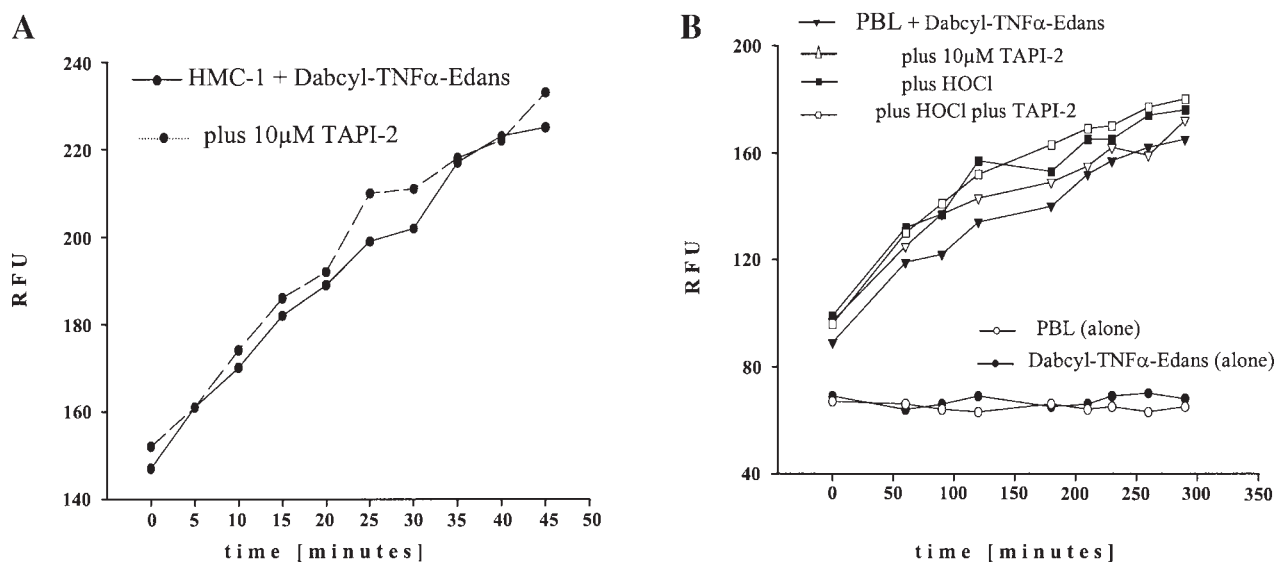 A
HMC-1 + Dabcyl-TNFα-Edans
plus 10µM TAPI-2
240
220
200
180
160
140
RFU
0 5 10 15 20 25 30 35 40 45 50
time [minutes]
B
PBL + Dabcyl-TNFα-Edans
plus 10µM TAPI-2
plus HOCl
plus HOCl plus TAPI-2
200
160
120
80
40
RFU
PBL (alone)
Dabcyl-TNFα-Edans (alone)
0 50 100 150 200 250 300 350
time [minutes]